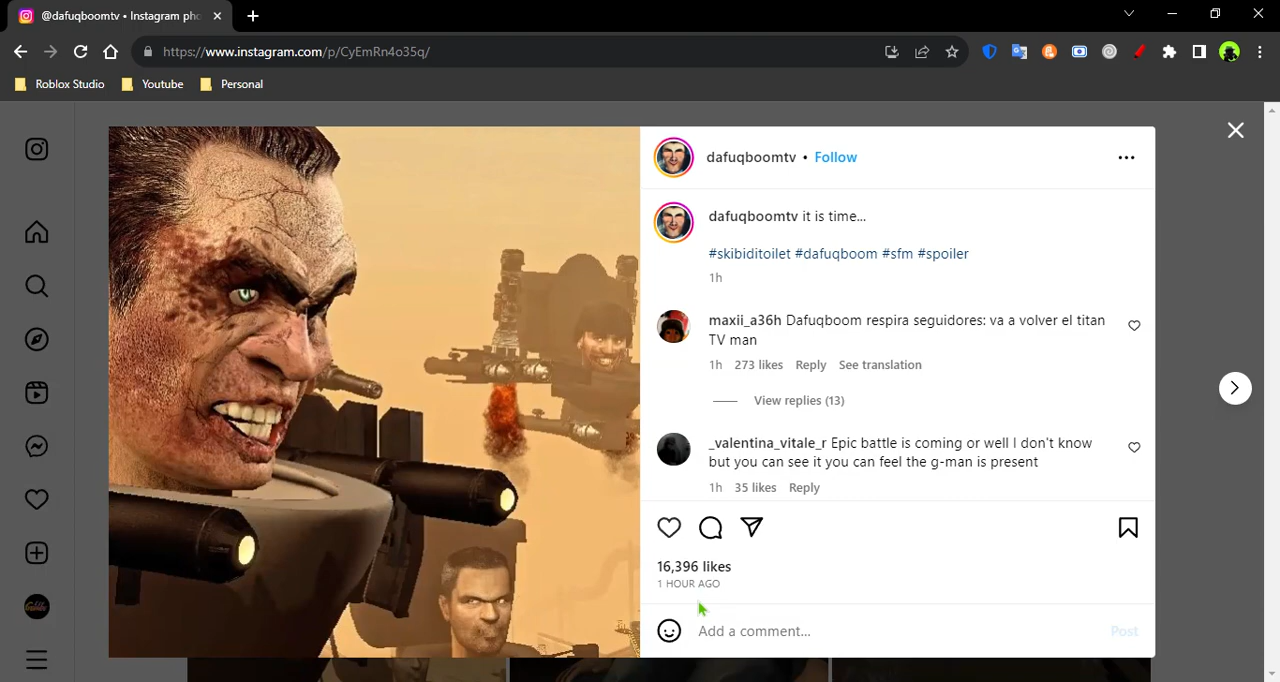 @dafuqboomtv • Instagram pho
https://www.instagram.com/p/CyEmRn4o35q/
Roblox Studio Youtube Personal
dafuqboomtv • Follow
dafuqboomtv it is time...
#skibiditoilet #dafuqboom #sfm #spoiler
1h
maxii_a36h Dafuqboom respira seguidores: va a volver el titan
TV man
1h 273 likes Reply See translation
View replies (13)
_valentina_vitale_r Epic battle is coming or well I don't know
but you can see it you can feel the g-man is present
1h 35 likes Reply
16,396 likes
1 HOUR AGO
Add a comment...
Post